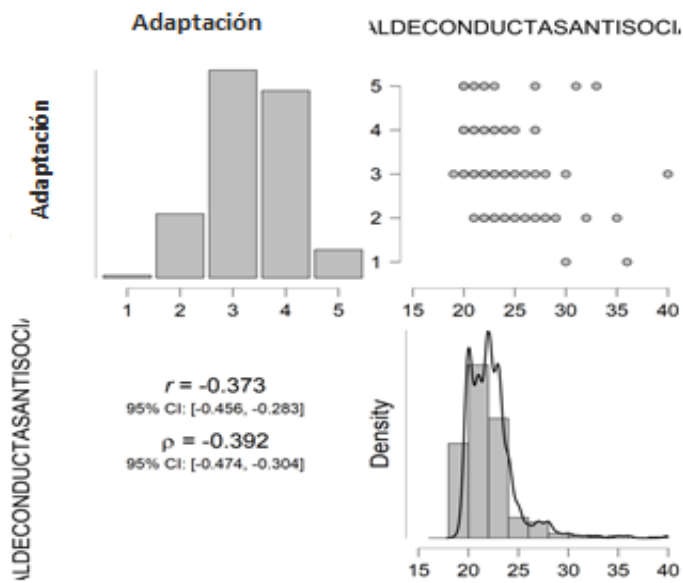 Adaptación
ALDECONDUCTASANTISOCI
Adaptación
5
4
3
2
1
1 2 3 4 5
15 20 25 30 35 40
ALDECONDUCTASANTISOCI
r = -0.373
95% CI: [-0.456, -0.283]
ρ = -0.392
95% CI: [-0.474, -0.304]
Density
15 20 25 30 35 40